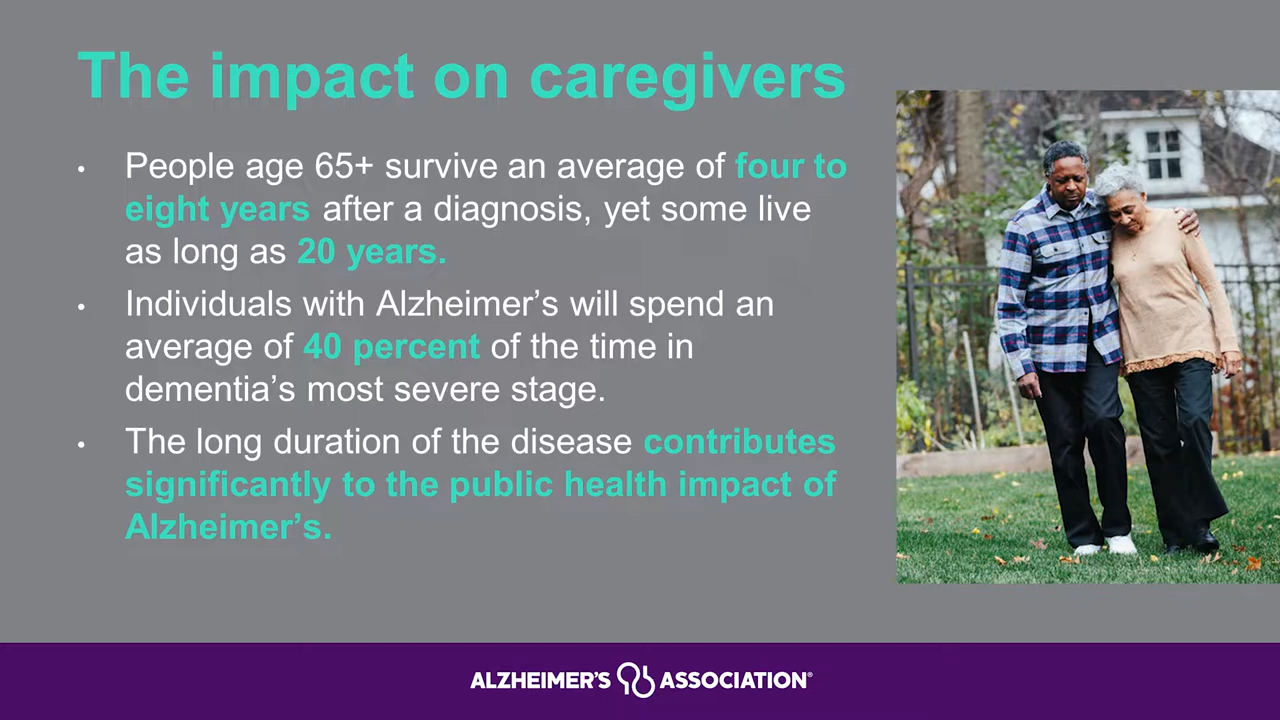 The impact on caregivers
• People age 65+ survive an average of four to
eight years after a diagnosis, yet some live
as long as 20 years.
• Individuals with Alzheimer’s will spend an
average of 40 percent of the time in
dementia’s most severe stage.
• The long duration of the disease contributes
significantly to the public health impact of
Alzheimer’s.
ALZHEIMER’S ASSOCIATION®